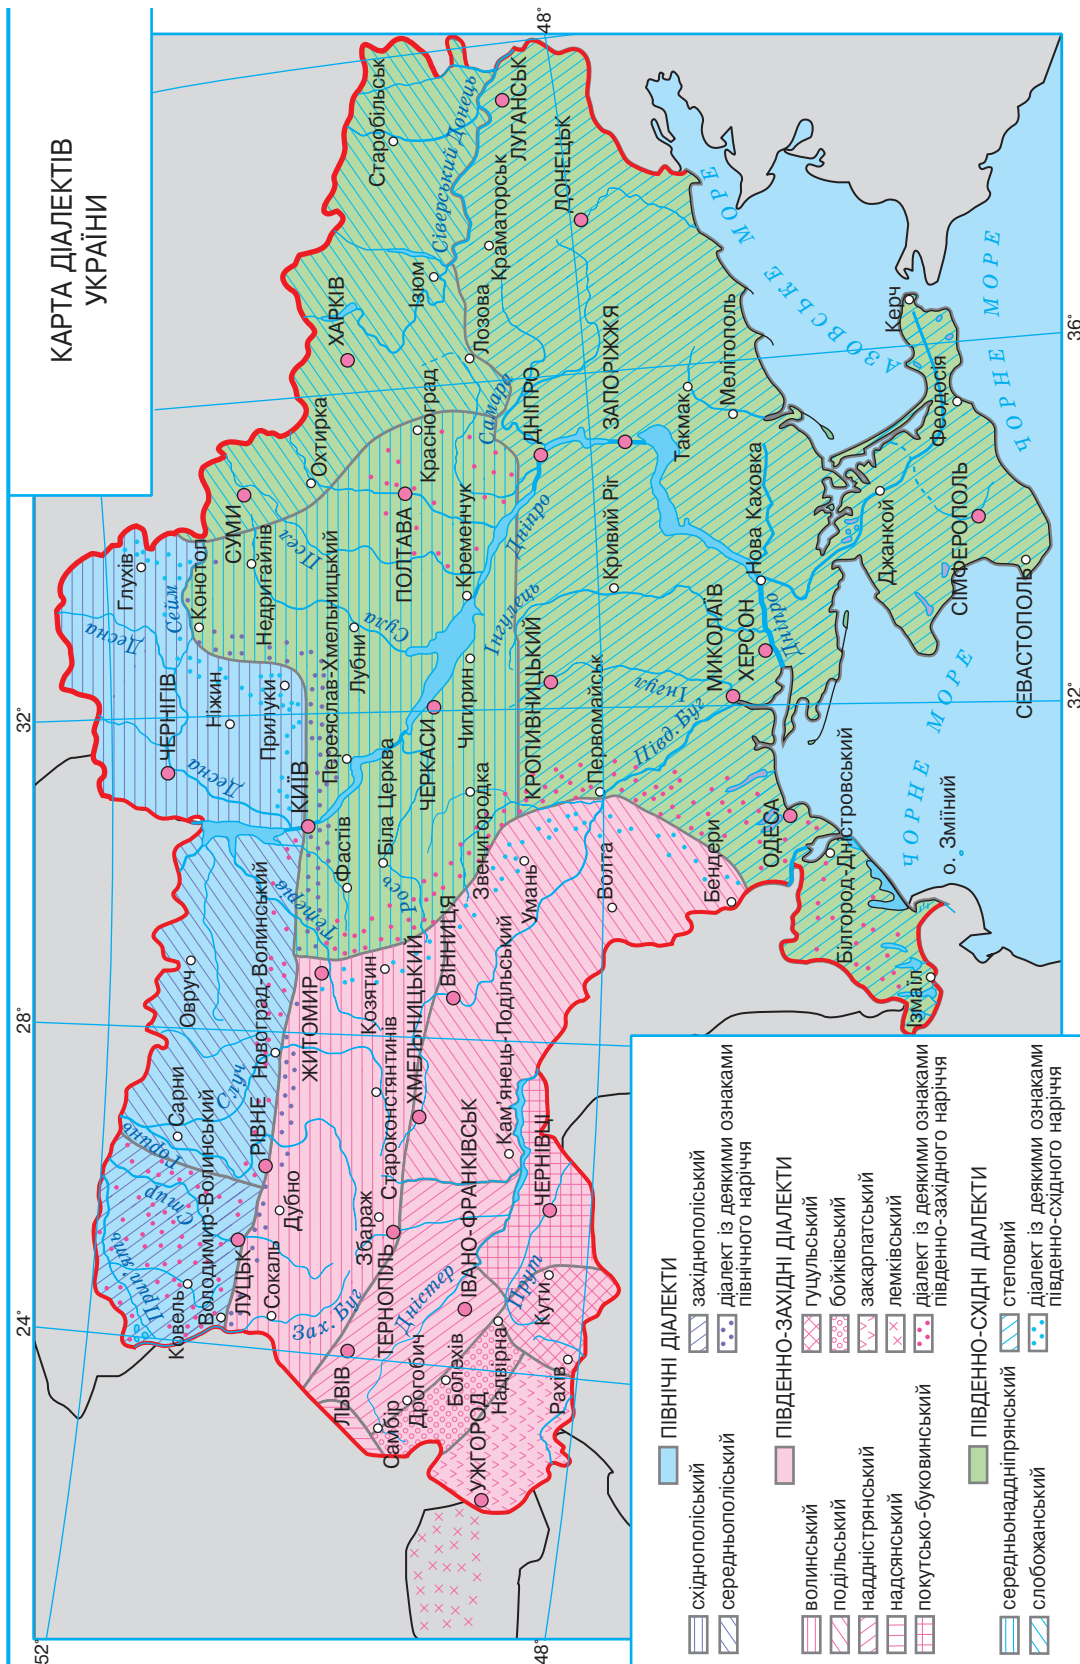 КАРТА ДІАЛЕКТІВ
УКРАЇНИ
52°
48°
24°
28°
32°
48°
32°
36°
Глухів
Десна
Сейм
Конотоп
ЧЕРНІГІВ
Ніжин
Десна
Прилуки
КИЇВ
СУМИ
Недригайлів
Охтирка
Псел
Переяслав-Хмельницький
Лубни
Сула
ПОЛТАВА
Красноград
Кременчук
ХАРКІВ
Ізюм
Старобільськ
Сіверський Донець
ЛУГАНСЬК
Лозова
Краматорськ
ДОНЕЦЬК
Самара
ДНІПРО
Дніпро
ЗАПОРІЖЖЯ
Такмак
Мелітополь
Кривий Ріг
Інгулець
КРОПИВНИЦЬКИЙ
Первомайськ
Інгул
Півд. Буг
МИКОЛАЇВ
ХЕРСОН
Дніпро
Нова Каховка
Овруч
Сарни
Случ
Горинь
Стир
Прип'ять
Ковель
Володимир-Волинський
ЛУЦЬК
РІВНЕ
Новоград-Волинський
Тетерів
Фастів
Біла Церква
Рось
ЧЕРКАСИ
Чигирин
Звенигородка
ЖИТОМИР
Козятин
Дубно
Сокаль
Збараж
Старокостянтинів
Зах. Буг
ЛЬВІВ
ТЕРНОПІЛЬ
ХМЕЛЬНИЦЬКИЙ
ВІННИЦЯ
Умань
Волта
Бендери
ОДЕСА
Білгород-Дністровський
Ізмаїл
о. Зміїний
Самбір
Дрогобич
Болехів
Дністер
ІВАНО-ФРАНКІВСЬК
Кам'янець-Подільський
Надвірна
Прут
ЧЕРНІВЦІ
Кути
Рахів
УЖГОРОД
Джанкой
Феодосія
Керч
СІМФЕРОПОЛЬ
СЕВАСТОПОЛЬ
АЗОВСЬКЕ МОРЕ
ЧОРНЕ МОРЕ
ЧОРНЕ МОРЕ
ПІВНІЧНІ ДІАЛЕКТИ
східнополіський
середньополіський
західнополіський
діалект із деякими ознаками
північного наріччя
ПІВДЕННО-ЗАХІДНІ ДІАЛЕКТИ
волинський
подільський
наддністрянський
надсянський
покутсько-буковинський
гуцульський
бойківський
закарпатський
лемківський
діалект із деякими ознаками
південно-західного наріччя
ПІВДЕННО-СХІДНІ ДІАЛЕКТИ
середньонаддніпрянський
слобожанський
степовий
діалект із деякими ознаками
південно-східного наріччя